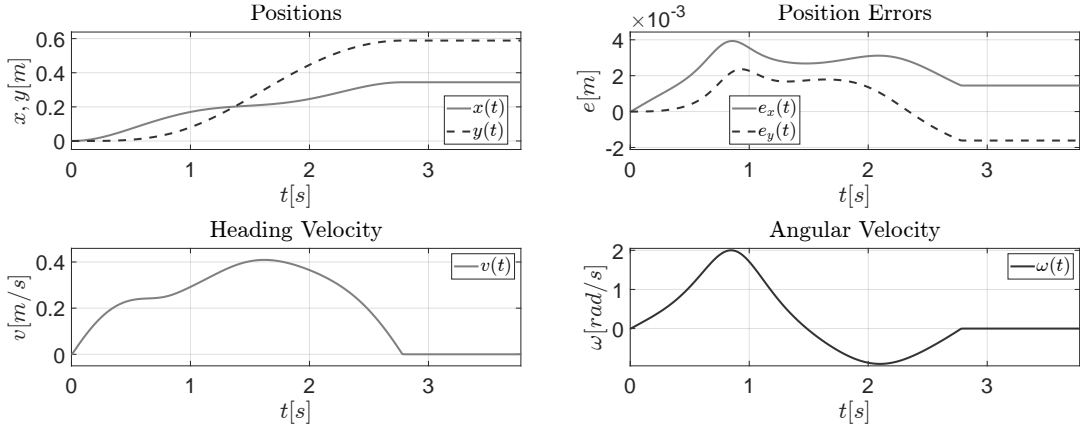 Positions
0.6
0.4
0.2
0
x, y[m]
x(t)
y(t)
0 1 2 3
t[s]
×10⁻³
Position Errors
4
2
0
-2
e[m]
eₓ(t)
e_y(t)
0 1 2 3
t[s]
Heading Velocity
0.4
0.2
0
v[m/s]
v(t)
0 1 2 3
t[s]
Angular Velocity
2
1
0
ω[rad/s]
ω(t)
0 1 2 3
t[s]